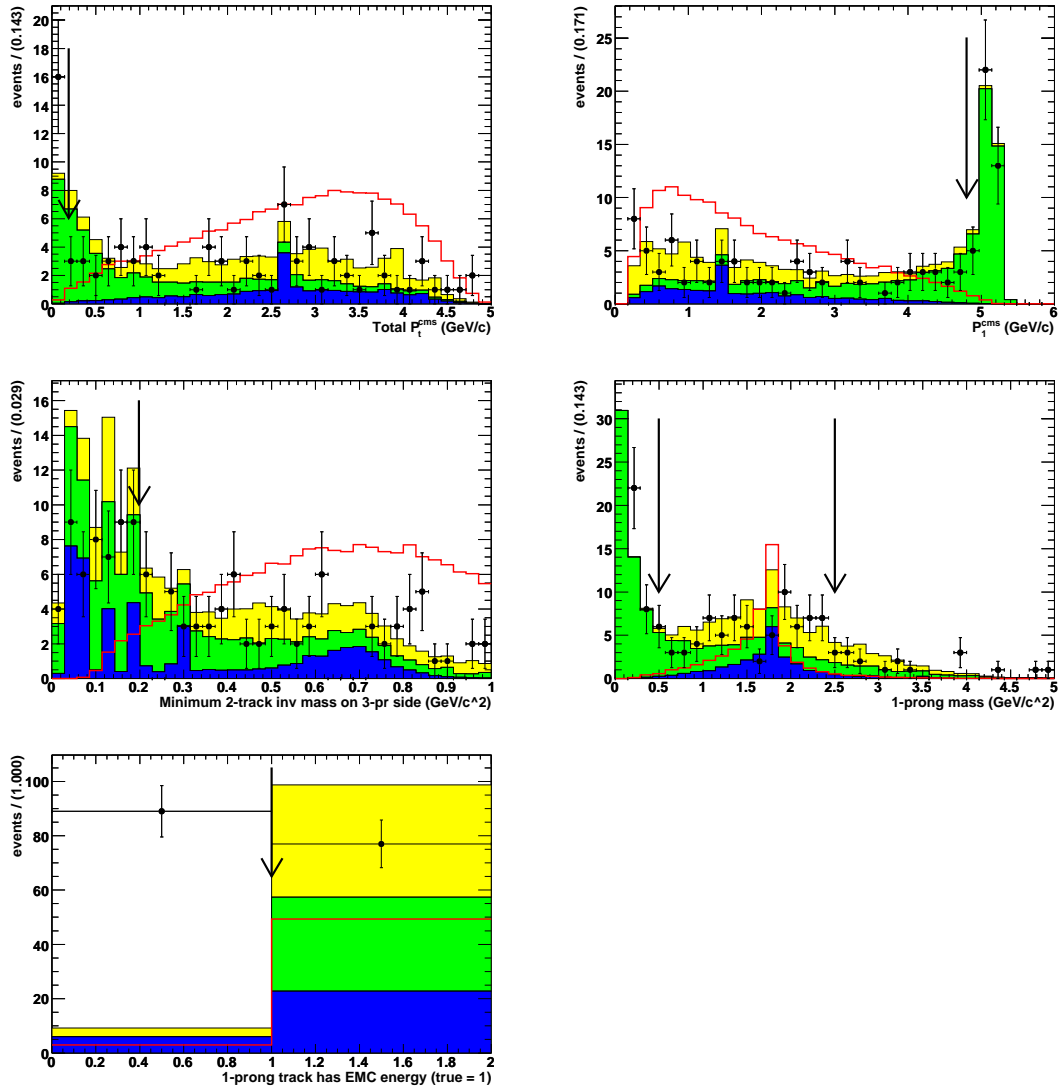 events / (0.143)
20
18
16
14
12
10
8
6
4
2
0
0 0.5 1 1.5 2 2.5 3 3.5 4 4.5 5
Total P_t^cms (GeV/c)
events / (0.171)
25
20
15
10
5
0
0 1 2 3 4 5 6
P_1^cms (GeV/c)
events / (0.029)
16
14
12
10
8
6
4
2
0
0 0.1 0.2 0.3 0.4 0.5 0.6 0.7 0.8 0.9 1
Minimum 2-track inv mass on 3-pr side (GeV/c^2)
events / (0.143)
30
25
20
15
10
5
0
0 0.5 1 1.5 2 2.5 3 3.5 4 4.5 5
1-prong mass (GeV/c^2)
events / (1.000)
100
80
60
40
20
0
0 0.2 0.4 0.6 0.8 1 1.2 1.4 1.6 1.8 2
1-prong track has EMC energy (true = 1)